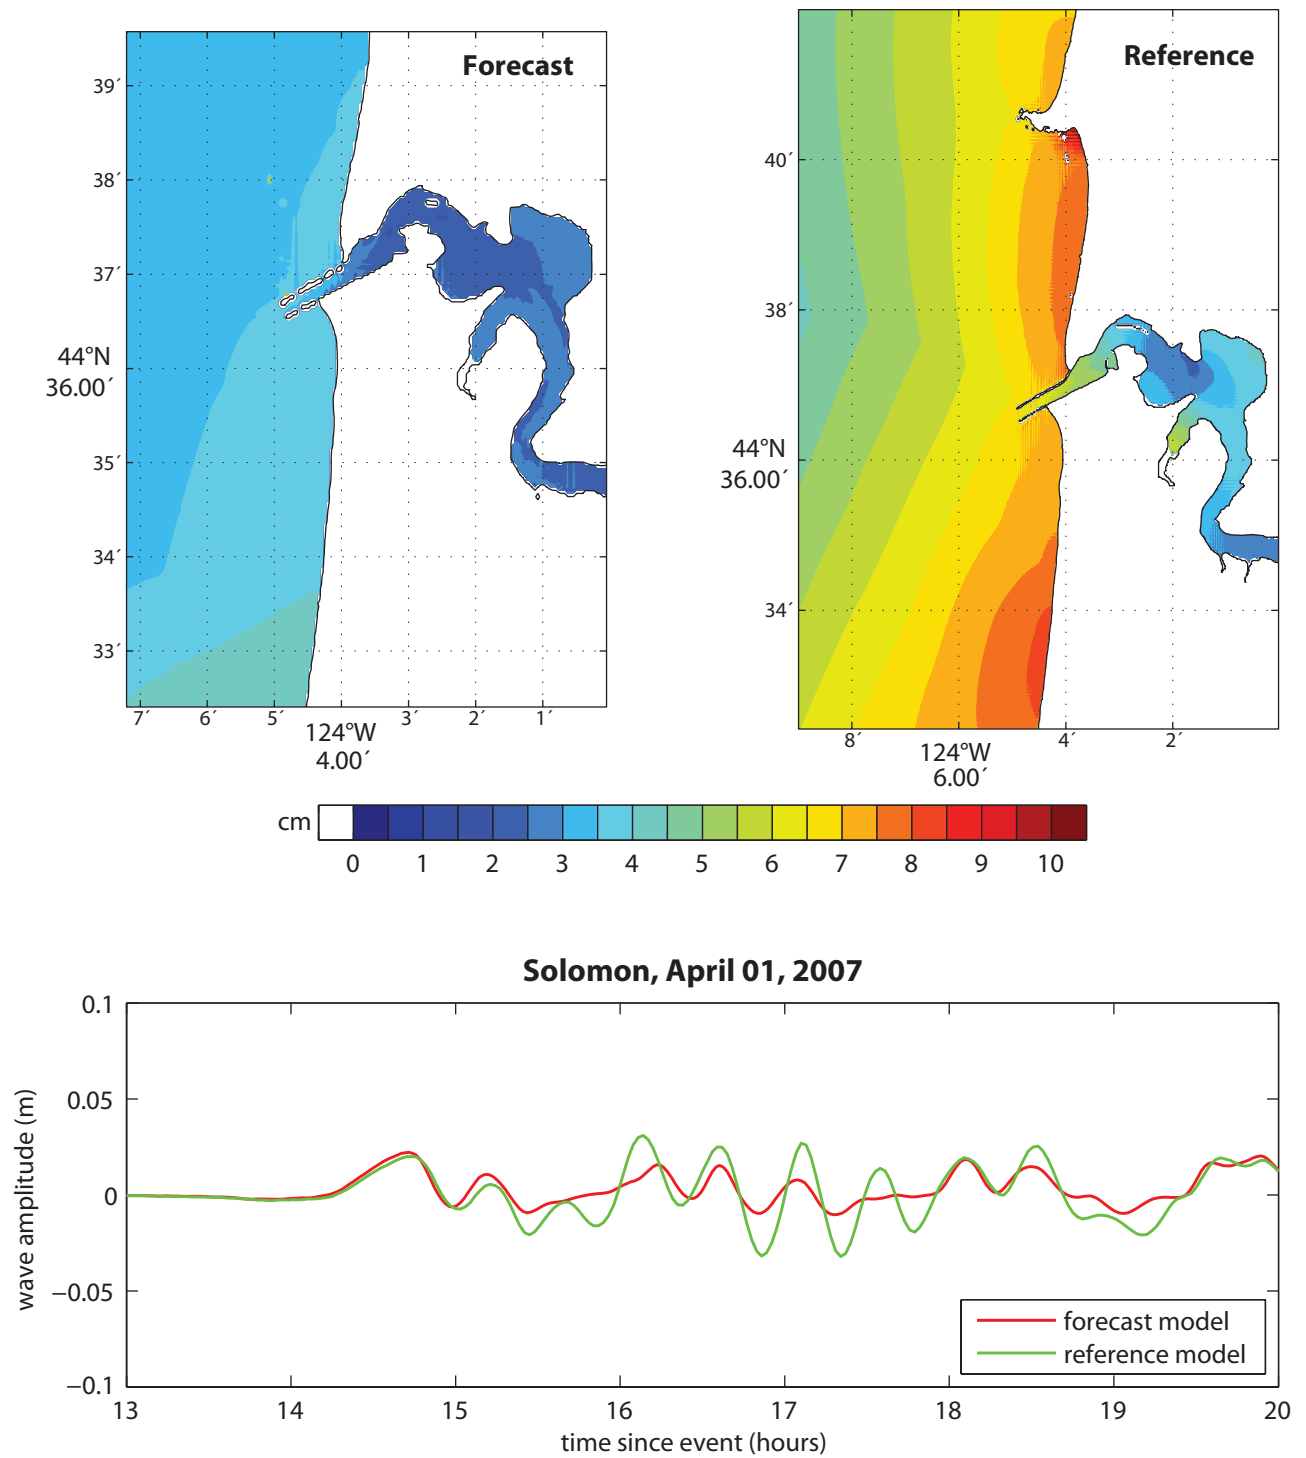 Forecast
39´
38´
37´
44°N
36.00´
35´
34´
33´
7´ 6´ 5´ 3´ 2´ 1´
124°W
4.00´
Reference
40´
38´
44°N
36.00´
34´
8´ 4´ 2´
124°W
6.00´
cm
0 1 2 3 4 5 6 7 8 9 10
Solomon, April 01, 2007
wave amplitude (m)
0.1
0.05
0
−0.05
−0.1
forecast model
reference model
13 14 15 16 17 18 19 20
time since event (hours)